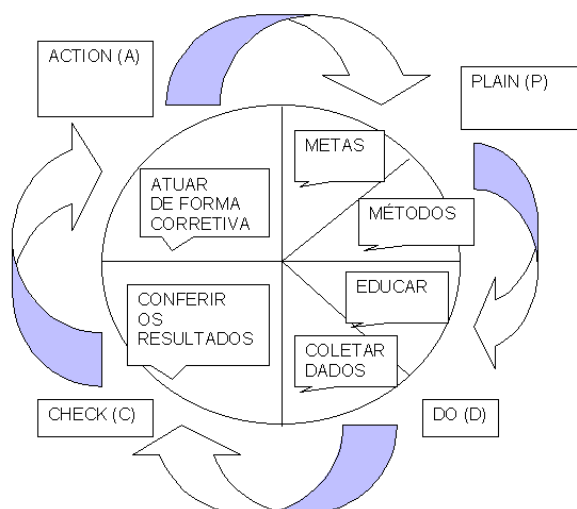 ACTION (A)
PLAIN (P)
METAS
ATUAR
DE FORMA
CORRETIVA
MÉTODOS
EDUCAR
CONFERIR
OS
RESULTADOS
COLETAR
DADOS
CHECK (C)
DO (D)